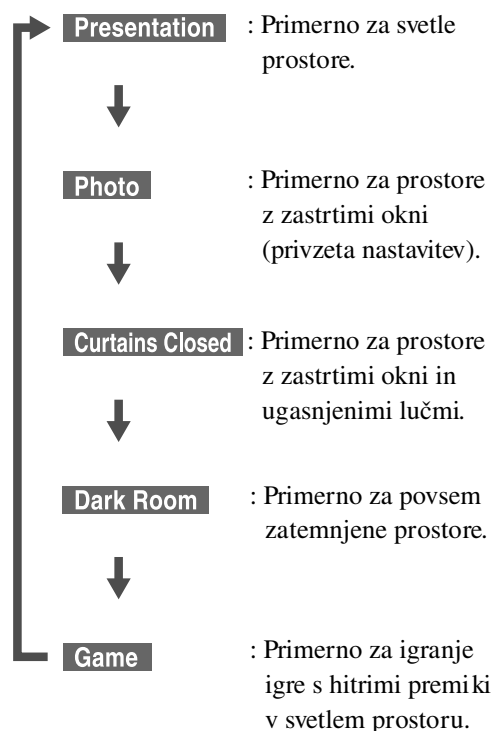 Presentation : Primerno za svetle
prostore.
Photo : Primerno za prostore
z zastrtimi okni
(privzeta nastavitev).
Curtains Closed : Primerno za prostore
z zastrtimi okni in
ugasnjenimi lučmi.
Dark Room : Primerno za povsem
zatemnjene prostore.
Game : Primerno za igranje
igre s hitrimi premiki
v svetlem prostoru.